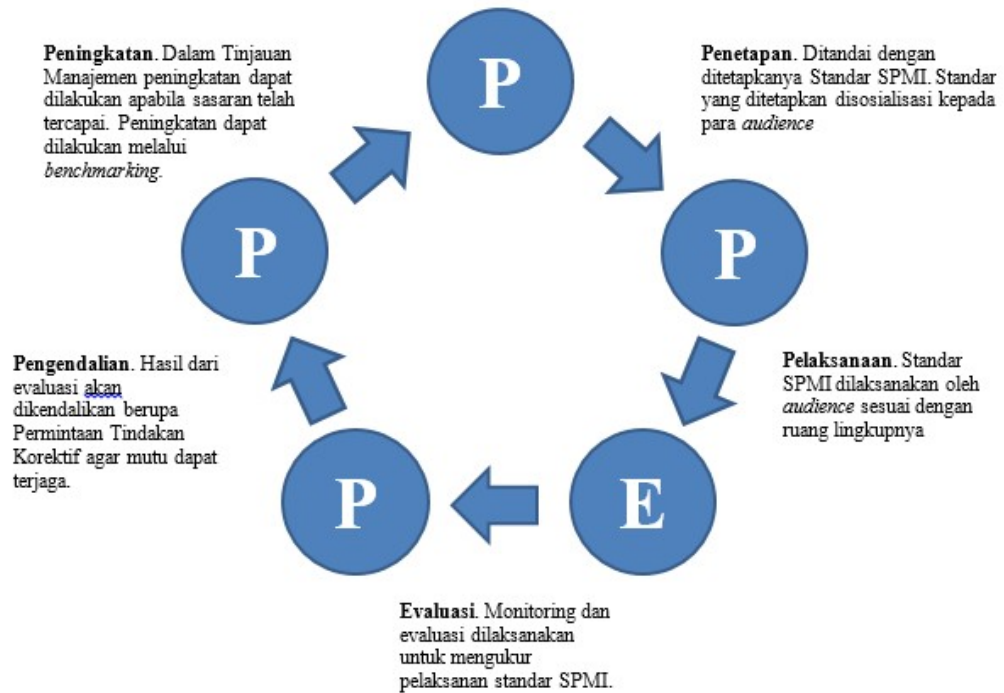 P
Penetapan. Ditandai dengan
ditetapkanya Standar SPMI. Standar
yang ditetapkan disosialisasi kepada
para audience
P
Pelaksanaan. Standar
SPMI dilaksanakan oleh
audience sesuai dengan
ruang lingkupnya
E
Evaluasi. Monitoring dan
evaluasi dilaksanakan
untuk mengukur
pelaksanan standar SPMI.
P
Pengendalian. Hasil dari
evaluasi akan
dikendalikan berupa
Permintaan Tindakan
Korektif agar mutu dapat
terjaga.
P
Peningkatan. Dalam Tinjauan
Manajemen peningkatan dapat
dilakukan apabila sasaran telah
tercapai. Peningkatan dapat
dilakukan melalui
benchmarking.